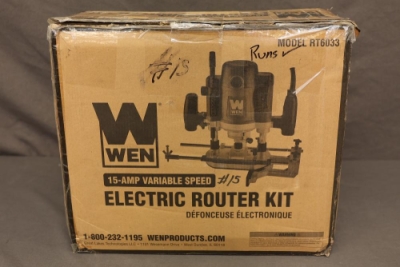 MODEL RT6033
Runs ✓
#13
WEN
WEN
15-AMP VARIABLE SPEED
#15
ELECTRIC ROUTER KIT
DÉFONCEUSE ÉLECTRONIQUE
1-800-232-1195 WENPRODUCTS.COM